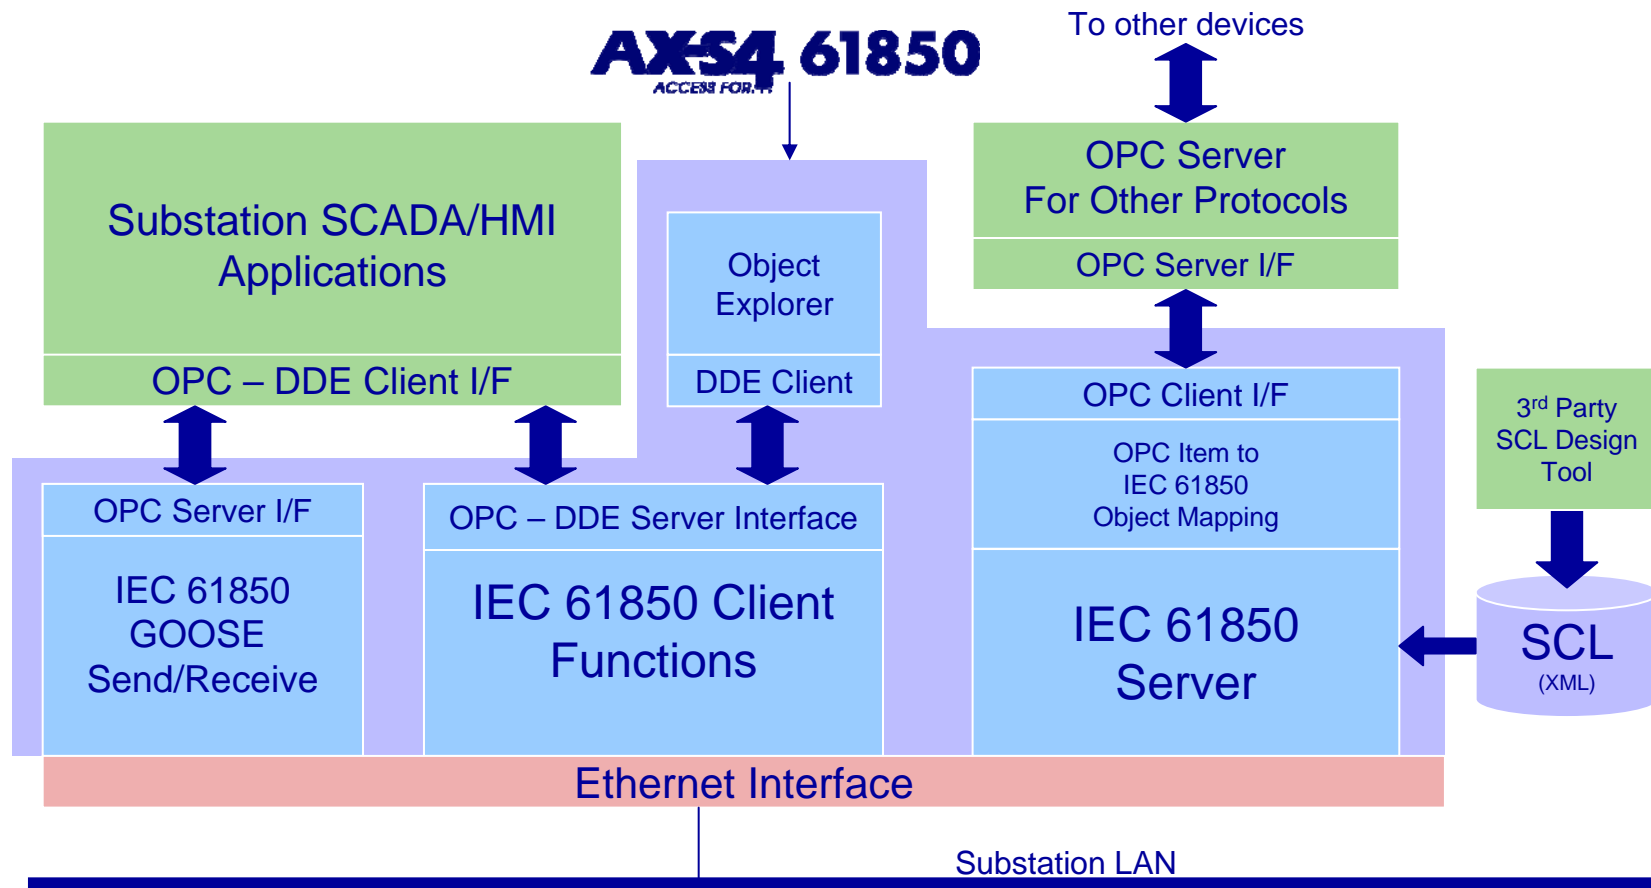 AX-S4 61850
To other devices
Substation SCADA/HMI
Applications
OPC – DDE Client I/F
Object
Explorer
DDE Client
OPC Server
For Other Protocols
OPC Server I/F
OPC Client I/F
OPC Item to
IEC 61850
Object Mapping
IEC 61850
Server
3rd Party
SCL Design
Tool
SCL
(XML)
OPC Server I/F
IEC 61850
GOOSE
Send/Receive
OPC – DDE Server Interface
IEC 61850 Client
Functions
Ethernet Interface
Substation LAN
ACCESS FOR